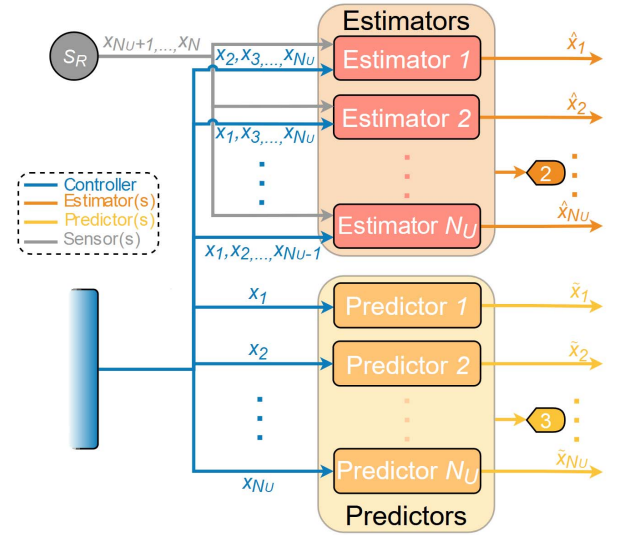 Estimators
x_{N_U+1},...,x_N
S_R
x_2,x_3,...,x_{N_U}
Estimator 1
x̂_1
x_1,x_3,...,x_{N_U}
Estimator 2
x̂_2
2
Controller
Estimator(s)
Predictor(s)
Sensor(s)
Estimator N_U
x̂_{N_U}
x_1,x_2,...,x_{N_U-1}
x_1
Predictor 1
x̃_1
x_2
Predictor 2
x̃_2
3
x_{N_U}
Predictor N_U
x̃_{N_U}
Predictors